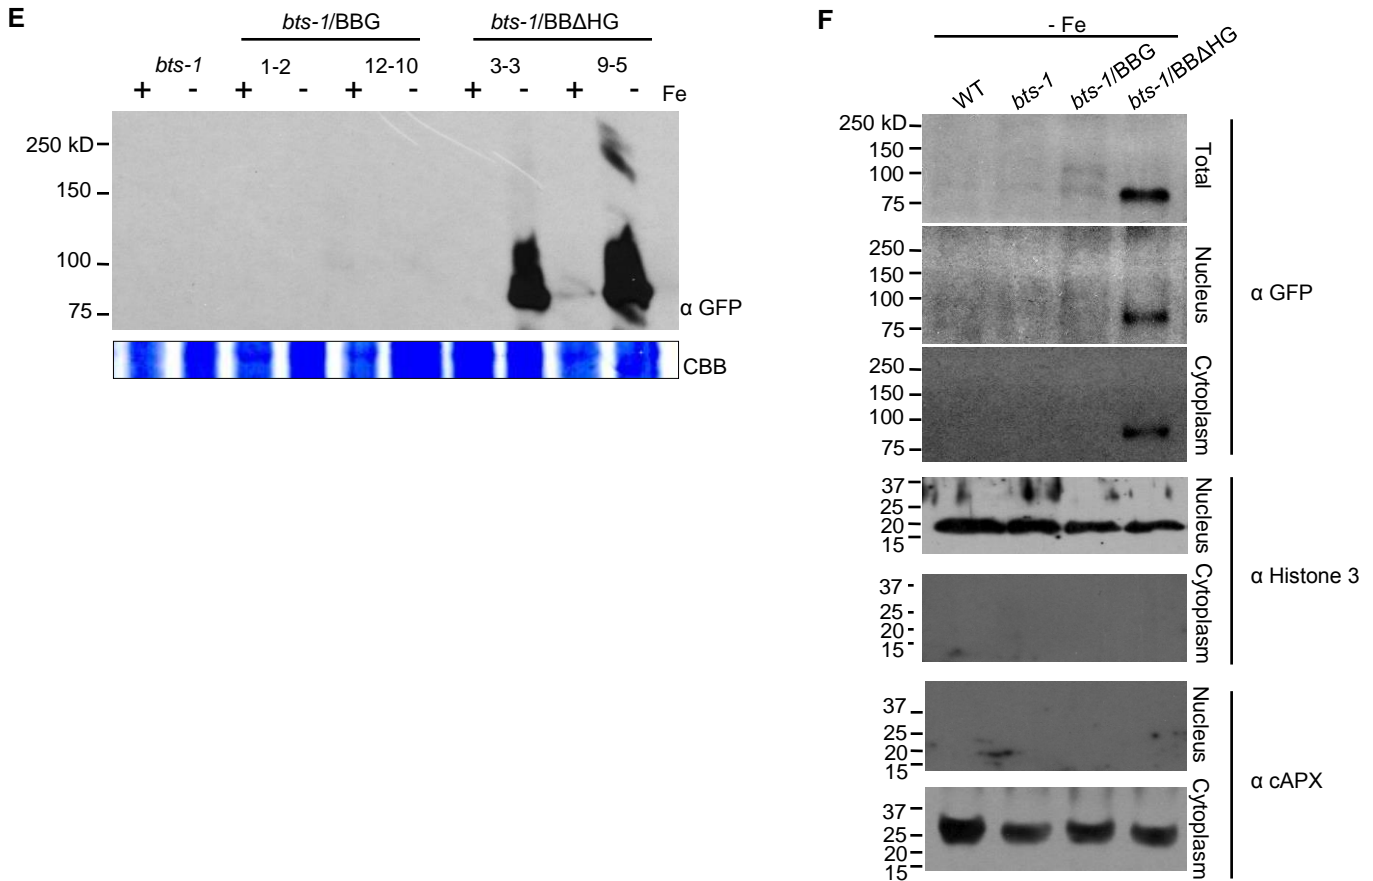 E
bts-1/BBG
bts-1/BBΔHG
bts-1
1-2
12-10
3-3
9-5
+ - + - + - + - + - Fe
250 kD
150
100
75
α GFP
CBB
F
- Fe
WT
bts-1
bts-1/BBG
bts-1/BBΔHG
250 kD
150
100
75
Total
250
150
100
75
Nucleus
250
150
100
75
Cytoplasm
α GFP
37
25
20
15
Nucleus
37
25
20
15
Cytoplasm
α Histone 3
37
25
20
15
Nucleus
37
25
20
15
Cytoplasm
α cAPX